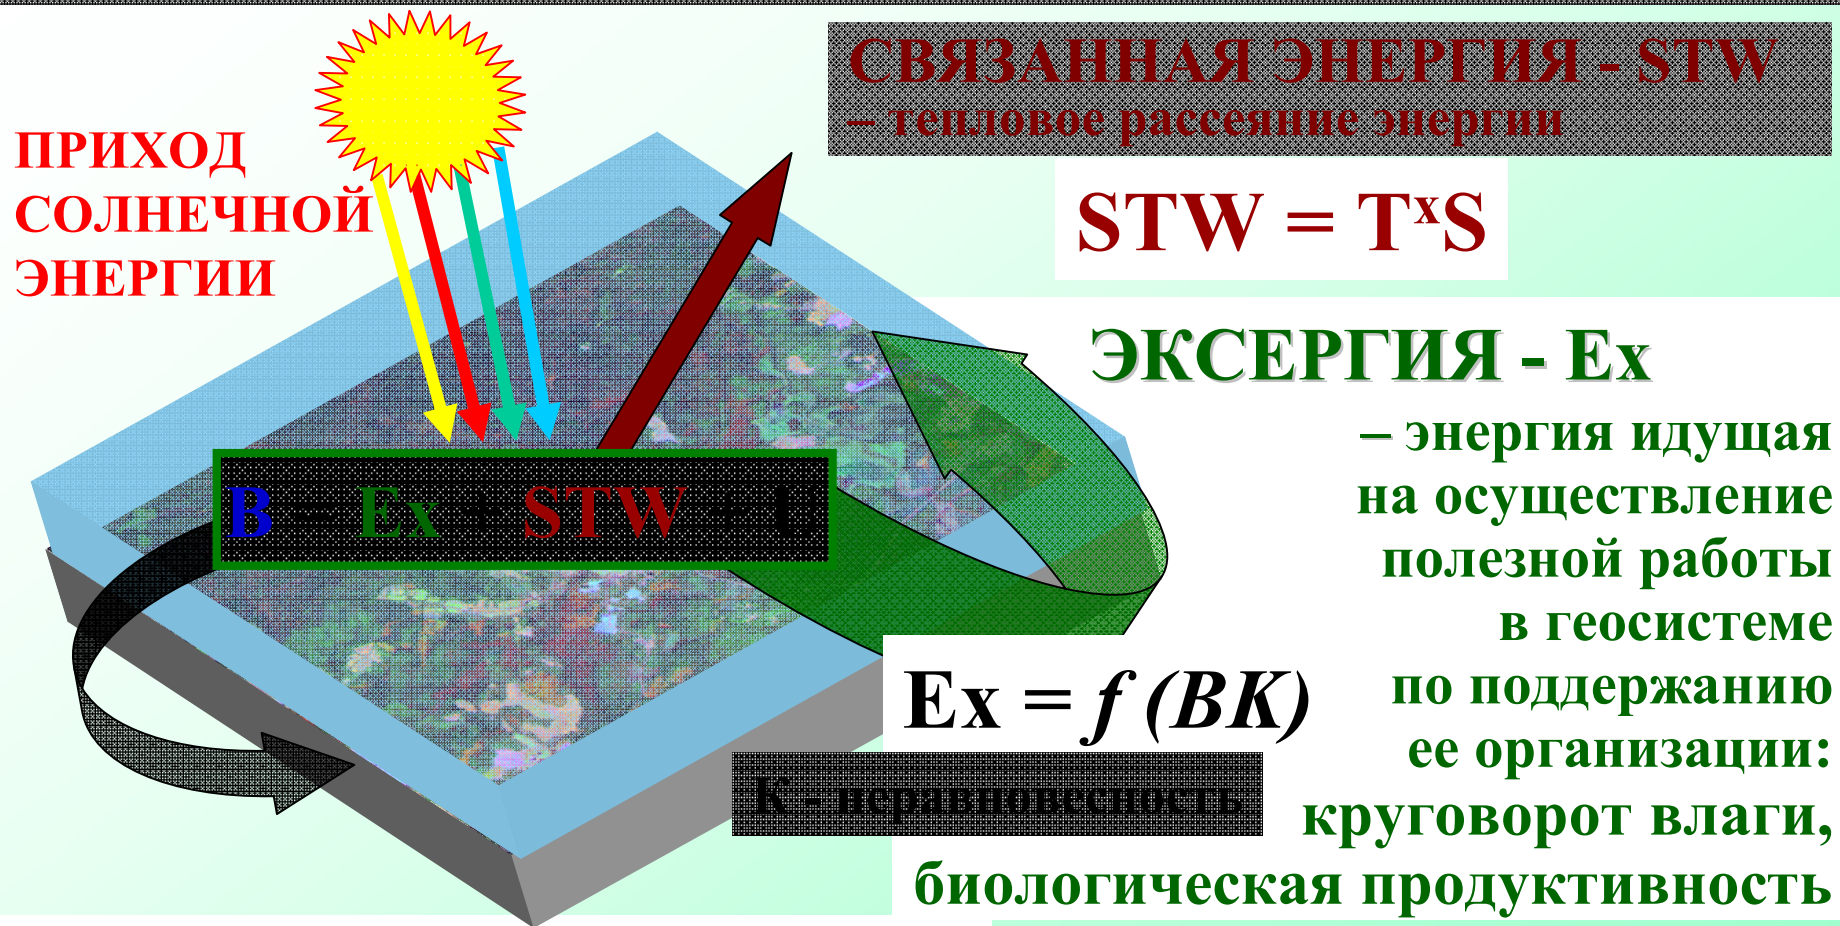 ПРИХОД
СОЛНЕЧНОЙ
ЭНЕРГИИ
СВЯЗАННАЯ ЭНЕРГИЯ - STW
– тепловое рассеяние энергии
STW = TˣS
ЭКСЕРГИЯ - Ex
– энергия идущая
на осуществление
полезной работы
в геосистеме
по поддержанию
ее организации:
круговорот влаги,
биологическая продуктивность
B = Ex + STW + U
Ex = f (BK)
К - неравновесность